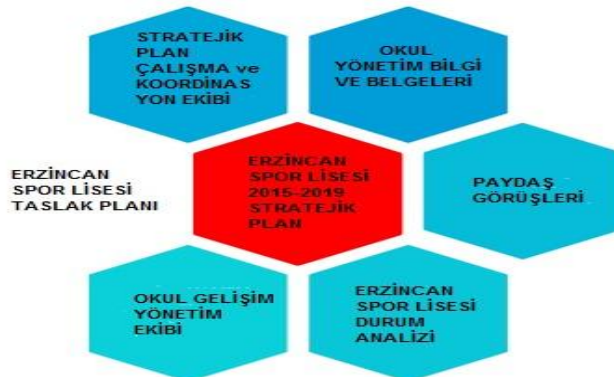 STRATEJİK
PLAN
ÇALIŞMA ve
KOORDİNAS
YON EKİBİ
OKUL
YÖNETİM BİLGİ
VE BELGELERİ
ERZİNCAN
SPOR LİSESİ
TASLAK PLANI
ERZİNCAN
SPOR LİSESİ
2015-2019
STRATEJİK
PLAN
PAYDAŞ
GÖRÜŞLERİ
OKUL GELİŞİM
YÖNETİM
EKİBİ
ERZİNCAN
SPOR LİSESİ
DURUM
ANALİZİ